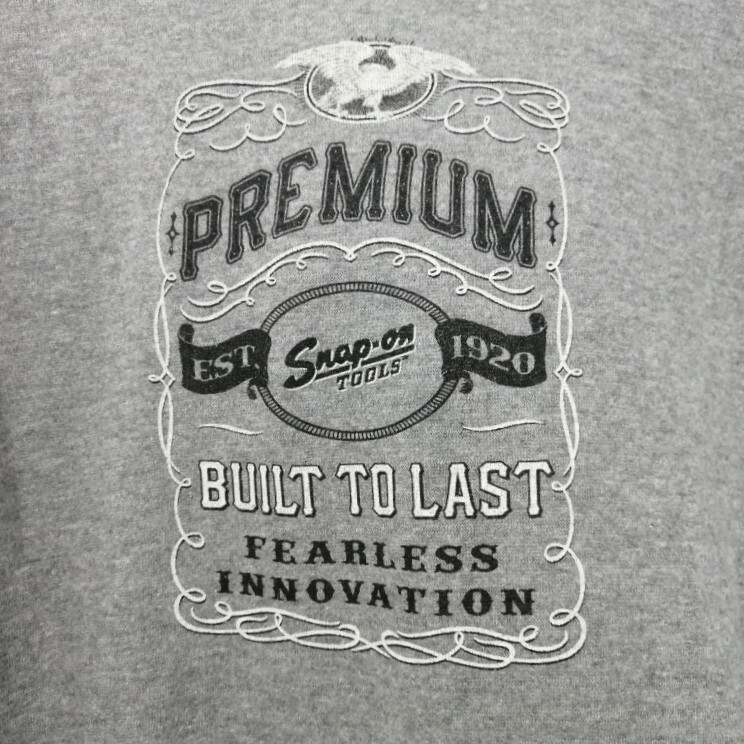 PREMIUM
EST. Snap-on 1920
TOOLS
BUILT TO LAST
FEARLESS
INNOVATION